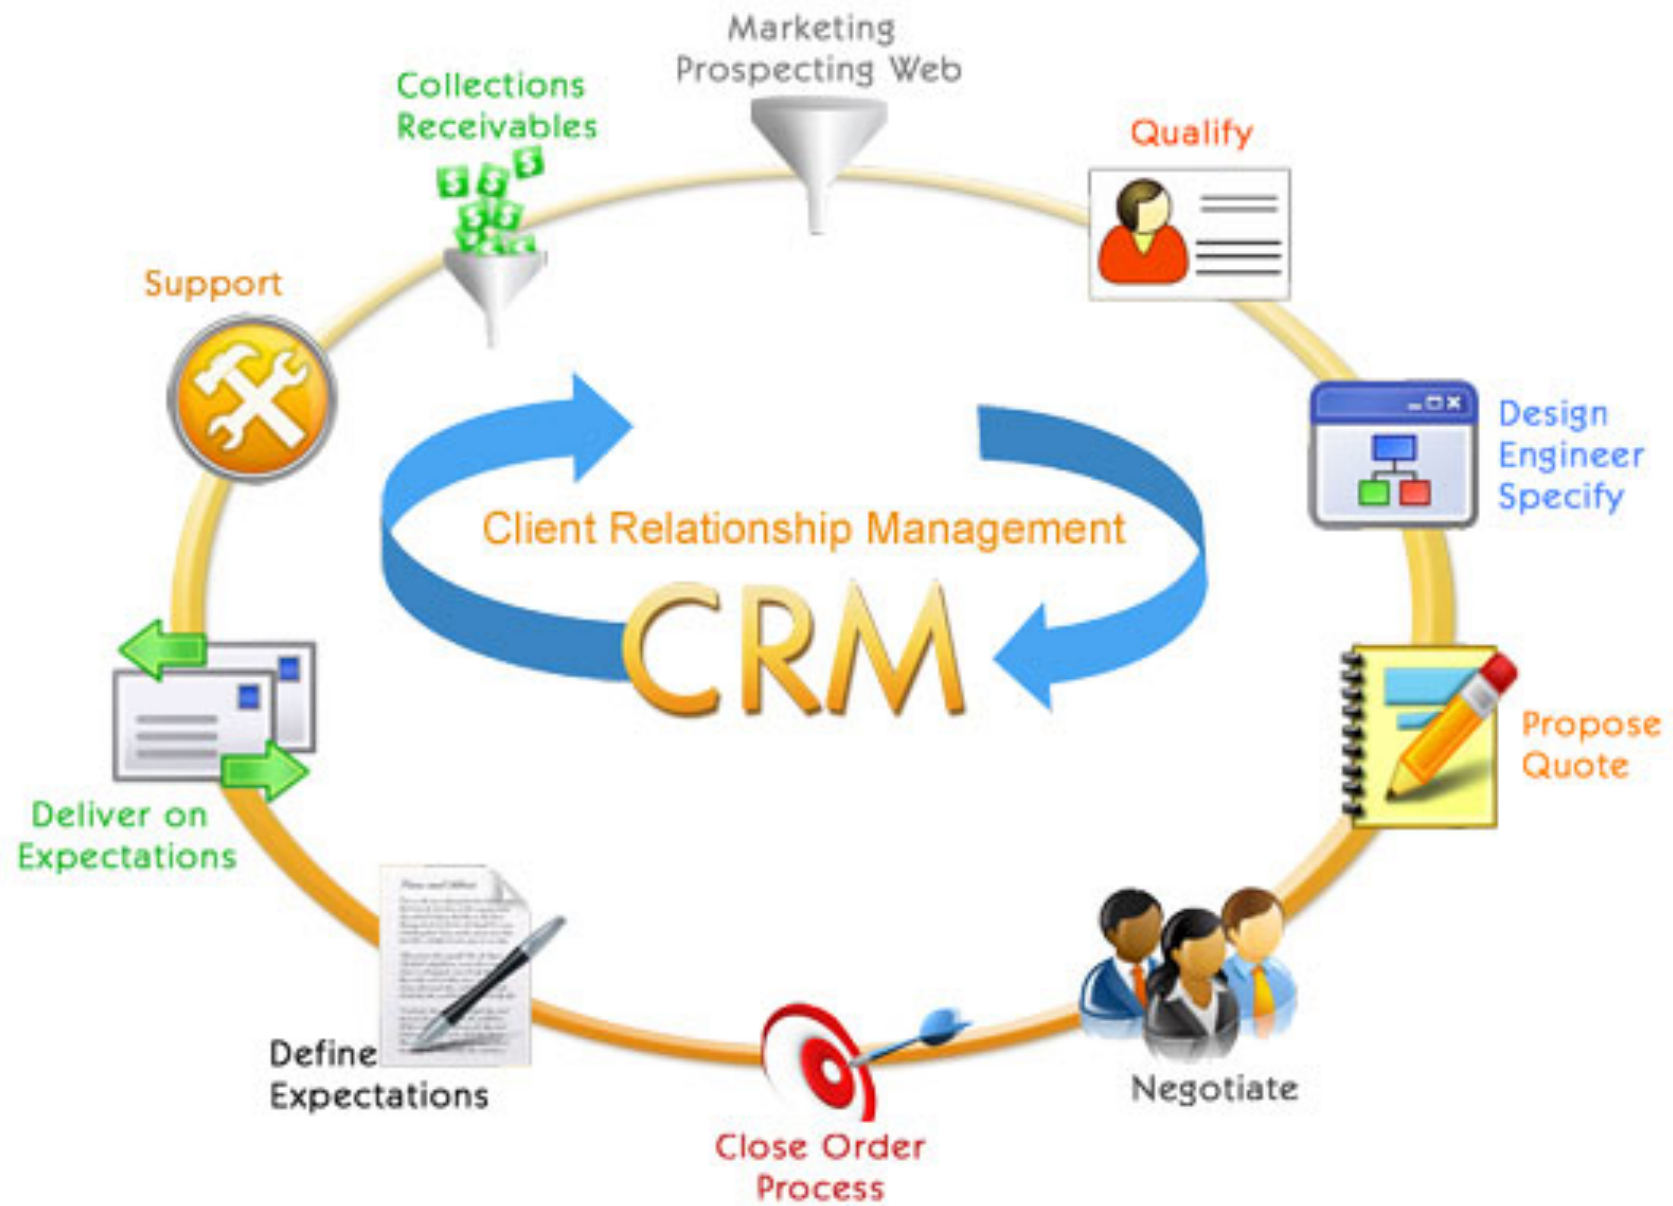 Marketing
Prospecting Web
Collections
Receivables
Qualify
Support
Design
Engineer
Specify
Client Relationship Management
CRM
Propose
Quote
Deliver on
Expectations
Define
Expectations
Negotiate
Close Order
Process